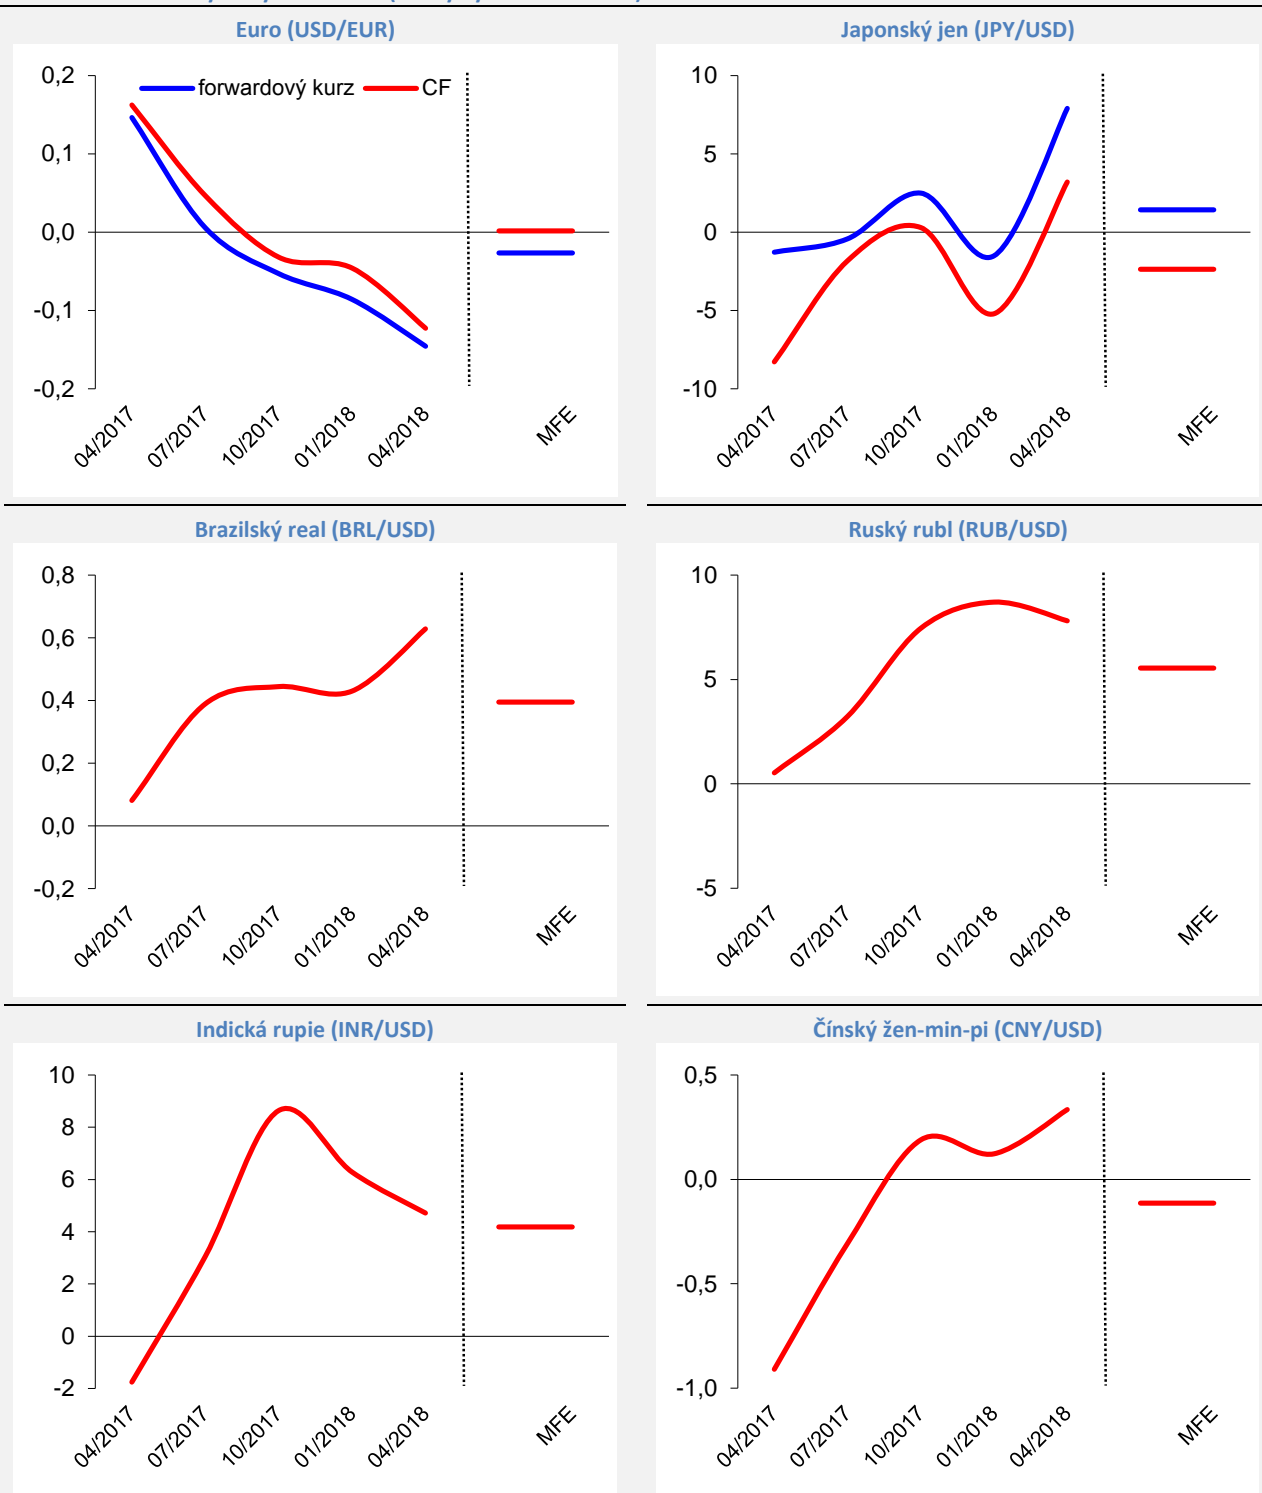 Euro (USD/EUR)
0,2
0,1
0,0
-0,1
-0,2
forwardový kurz CF
04/2017 07/2017 10/2017 01/2018 04/2018 MFE
Japonský jen (JPY/USD)
10
5
0
-5
-10
04/2017 07/2017 10/2017 01/2018 04/2018 MFE
Brazilský real (BRL/USD)
0,8
0,6
0,4
0,2
0,0
-0,2
04/2017 07/2017 10/2017 01/2018 04/2018 MFE
Ruský rubl (RUB/USD)
10
5
0
-5
04/2017 07/2017 10/2017 01/2018 04/2018 MFE
Indická rupie (INR/USD)
10
8
6
4
2
0
-2
04/2017 07/2017 10/2017 01/2018 04/2018 MFE
Čínský žen-min-pi (CNY/USD)
0,5
0,0
-0,5
-1,0
04/2017 07/2017 10/2017 01/2018 04/2018 MFE